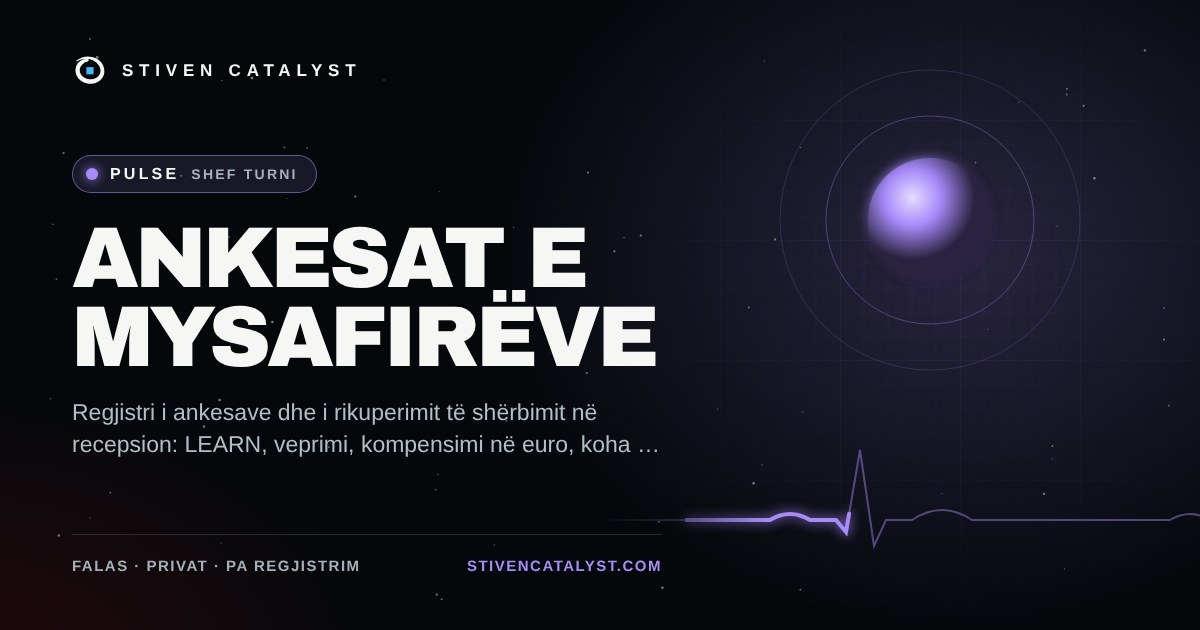 STIVEN CATALYST
PULSE · SHEF TURNI
ANKESAT E
MYSAFIRËVE
Regjistri i ankesave dhe i rikuperimit të shërbimit në
recepsion: LEARN, veprimi, kompensimi në euro, koha …
FALAS · PRIVAT · PA REGJISTRIM
STIVENCATALYST.COM